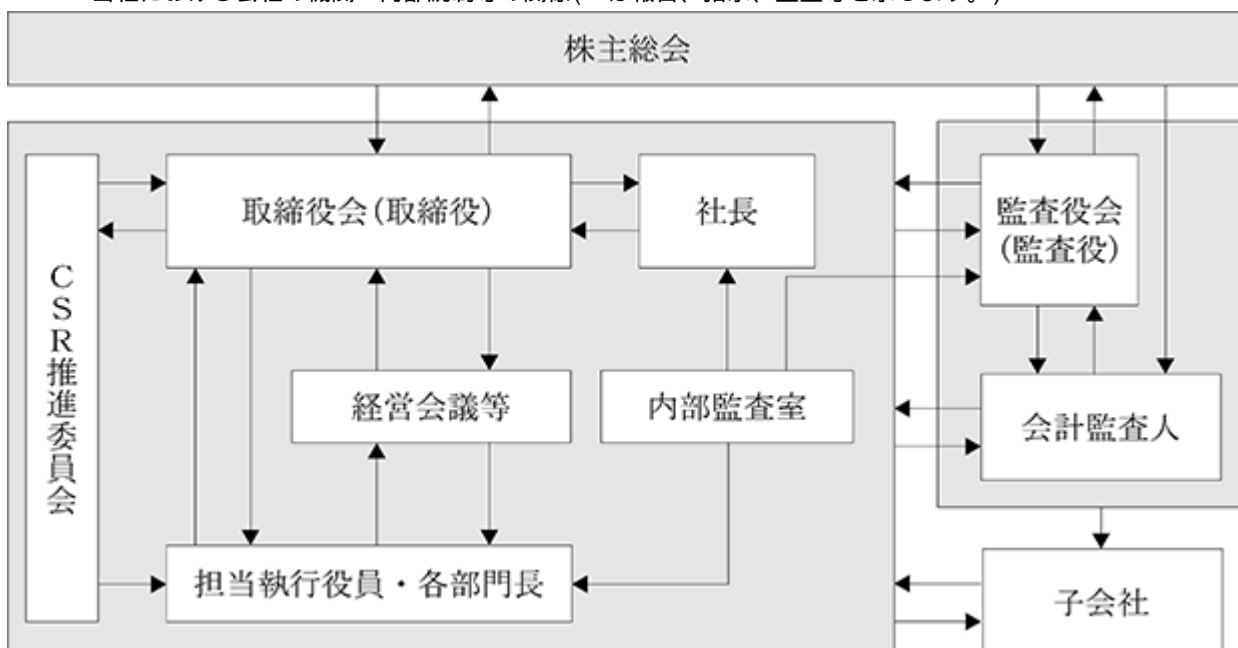 株主総会
取締役会(取締役)
社長
監査役会
(監査役)
CSR推進委員会
経営会議等
内部監査室
会計監査人
担当執行役員・各部門長
子会社